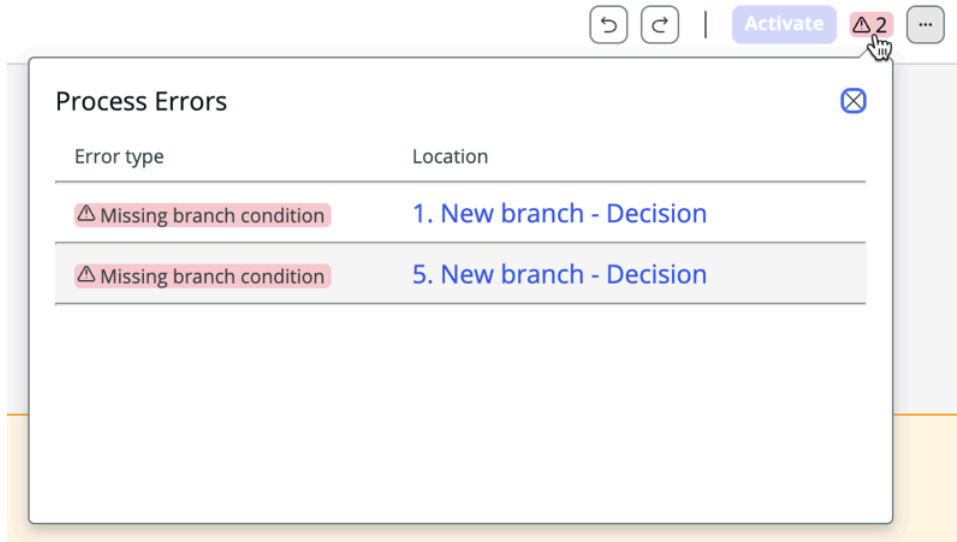 Activate 2 ...
Process Errors
Error type Location
Missing branch condition 1. New branch - Decision
Missing branch condition 5. New branch - Decision